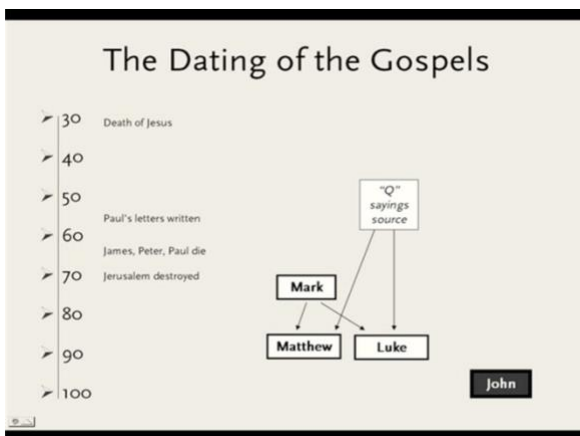 The Dating of the Gospels
30 Death of Jesus
40
50
"Q"
sayings
source
Paul's letters written
60
James, Peter, Paul die
70 Jerusalem destroyed
Mark
80
Matthew Luke
90
John
100